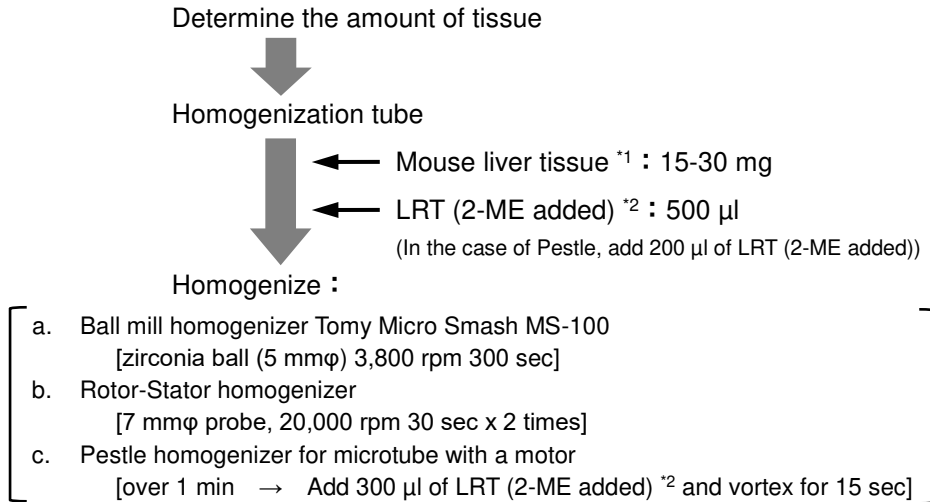 Determine the amount of tissue
Homogenization tube
Mouse liver tissue *1 : 15-30 mg
LRT (2-ME added) *2 : 500 µl
(In the case of Pestle, add 200 µl of LRT (2-ME added))
Homogenize :
a. Ball mill homogenizer Tomy Micro Smash MS-100
[zirconia ball (5 mmφ) 3,800 rpm 300 sec]
b. Rotor-Stator homogenizer
[7 mmφ probe, 20,000 rpm 30 sec x 2 times]
c. Pestle homogenizer for microtube with a motor
[over 1 min → Add 300 µl of LRT (2-ME added) *2 and vortex for 15 sec]